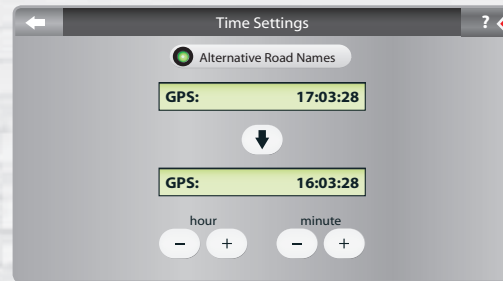 Time Settings ?
Alternative Road Names
GPS: 17:03:28
GPS: 16:03:28
hour minute
– + – +